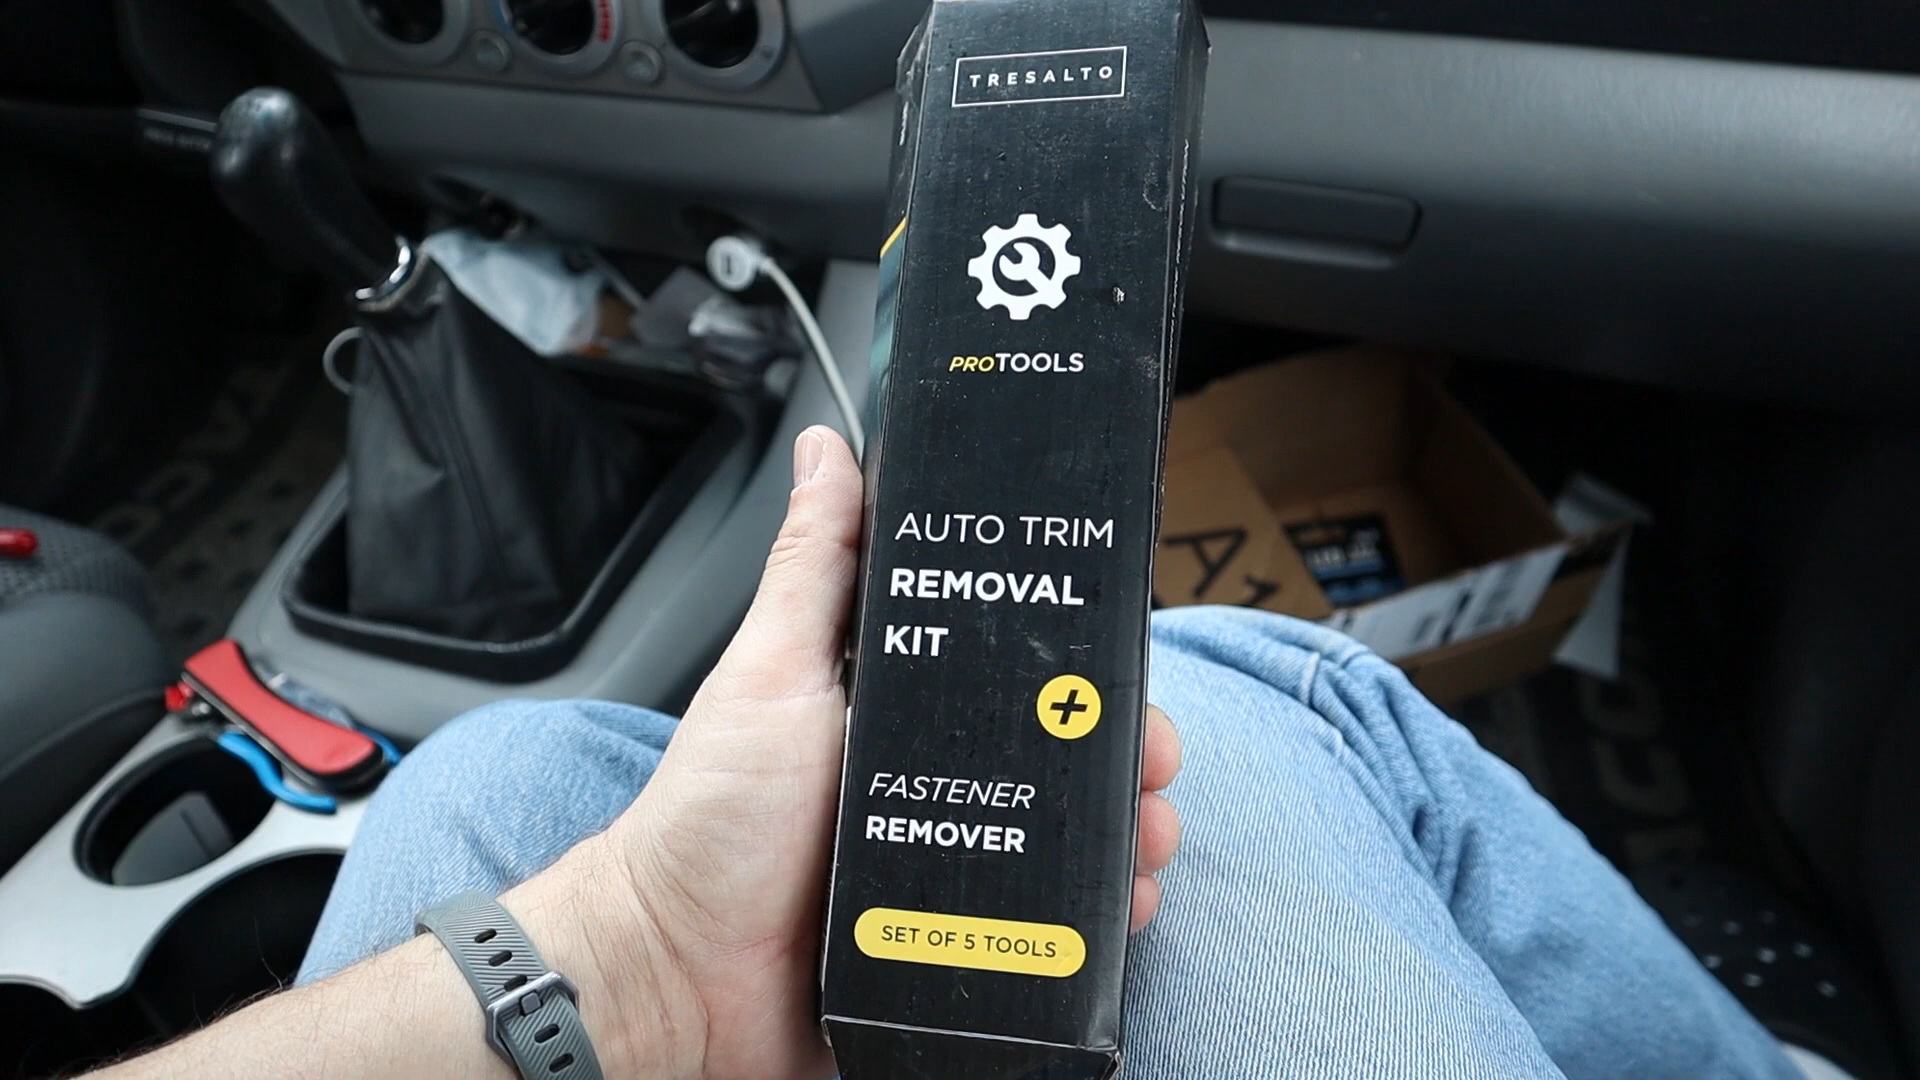 TRESALTO
PROTOOLS
AUTO TRIM
REMOVAL
KIT
+
FASTENER
REMOVER
SET OF 5 TOOLS